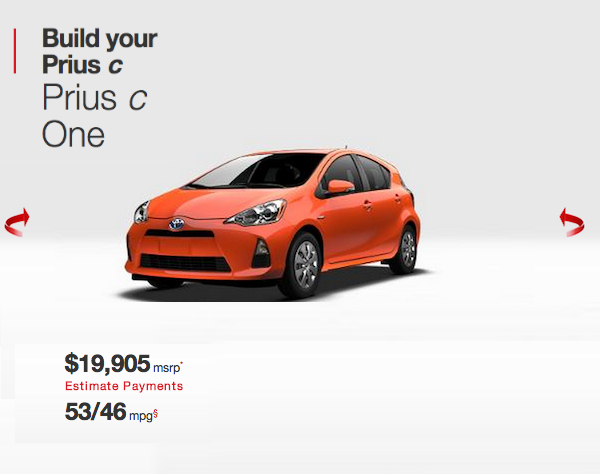 Build your
Prius c
Prius c
One
$19,905 msrp*
Estimate Payments
53/46 mpg§